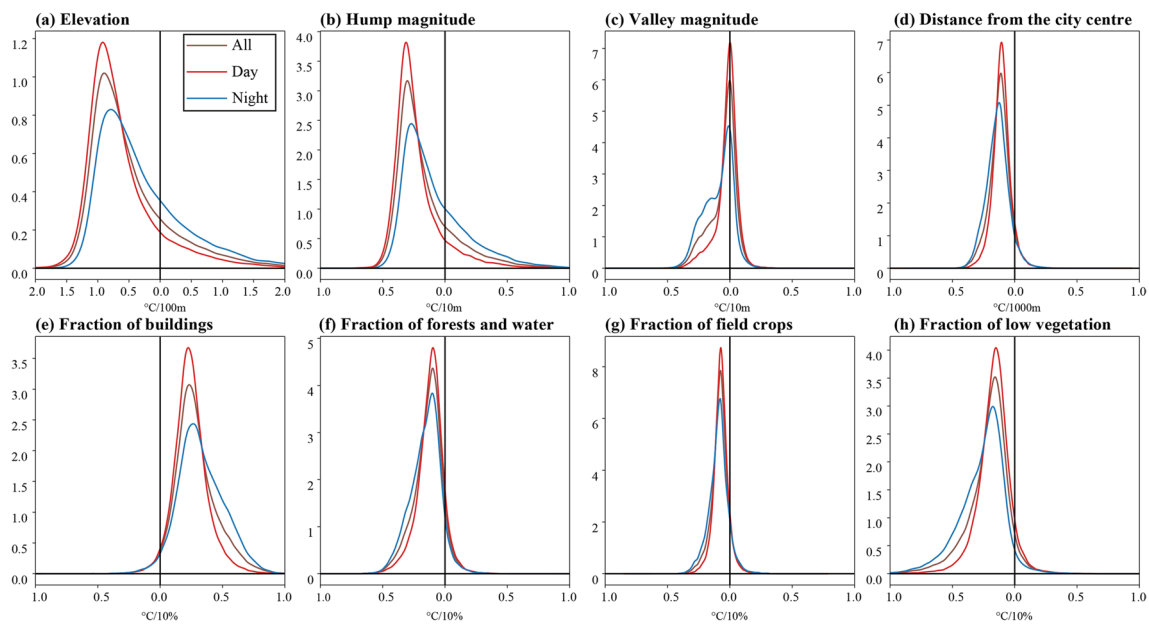 (a) Elevation
(b) Hump magnitude
(c) Valley magnitude
(d) Distance from the city centre
1.2
1.0
0.8
0.6
0.4
0.2
0.0
All
Day
Night
2.0 1.0 0.5 0.0 0.5 1.0 2.0
°C/100m
4.0
3.5
3.0
2.5
2.0
1.5
1.0
0.5
0.0
1.0 0.5 0.0 0.5 1.0
°C/10m
7
6
5
4
3
2
1
0
1.0 0.5 0.0 0.5 1.0
°C/10m
7
6
5
4
3
2
1
0
1.0 0.5 0.0 0.5 1.0
°C/1000m
(e) Fraction of buildings
(f) Fraction of forests and water
(g) Fraction of field crops
(h) Fraction of low vegetation
3.5
3.0
2.5
2.0
1.5
1.0
0.5
0.0
1.0 0.5 0.0 0.5 1.0
°C/10%
5
4
3
2
1
0
1.0 0.5 0.0 0.5 1.0
°C/10%
8
6
4
2
0
1.0 0.5 0.0 0.5 1.0
°C/10%
4.0
3.5
3.0
2.5
2.0
1.5
1.0
0.5
0.0
1.0 0.5 0.0 0.5 1.0
°C/10%